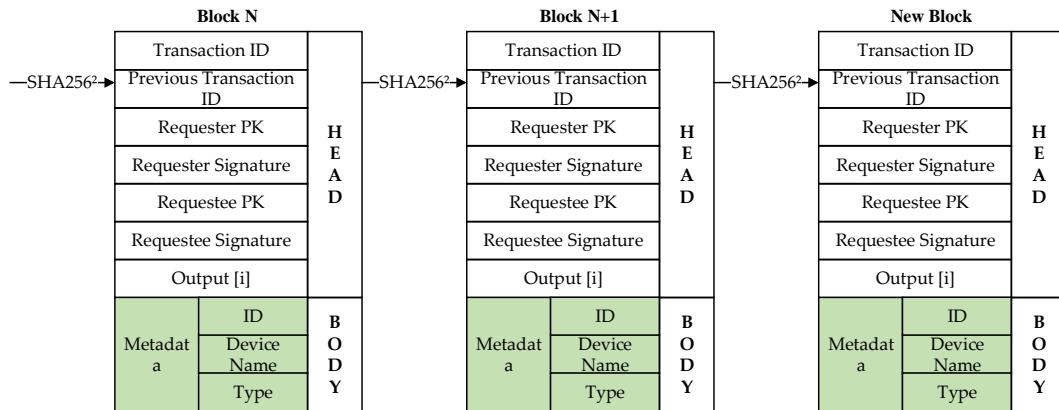 Block N
SHA256²
Transaction ID
Previous Transaction
ID
Requester PK
Requester Signature
Requestee PK
Requestee Signature
Output [i]
H
E
A
D
Metadat
a
ID
Device
Name
Type
B
O
D
Y
Block N+1
SHA256²
Transaction ID
Previous Transaction
ID
Requester PK
Requester Signature
Requestee PK
Requestee Signature
Output [i]
H
E
A
D
Metadat
a
ID
Device
Name
Type
B
O
D
Y
New Block
SHA256²
Transaction ID
Previous Transaction
ID
Requester PK
Requester Signature
Requestee PK
Requestee Signature
Output [i]
H
E
A
D
Metadat
a
ID
Device
Name
Type
B
O
D
Y